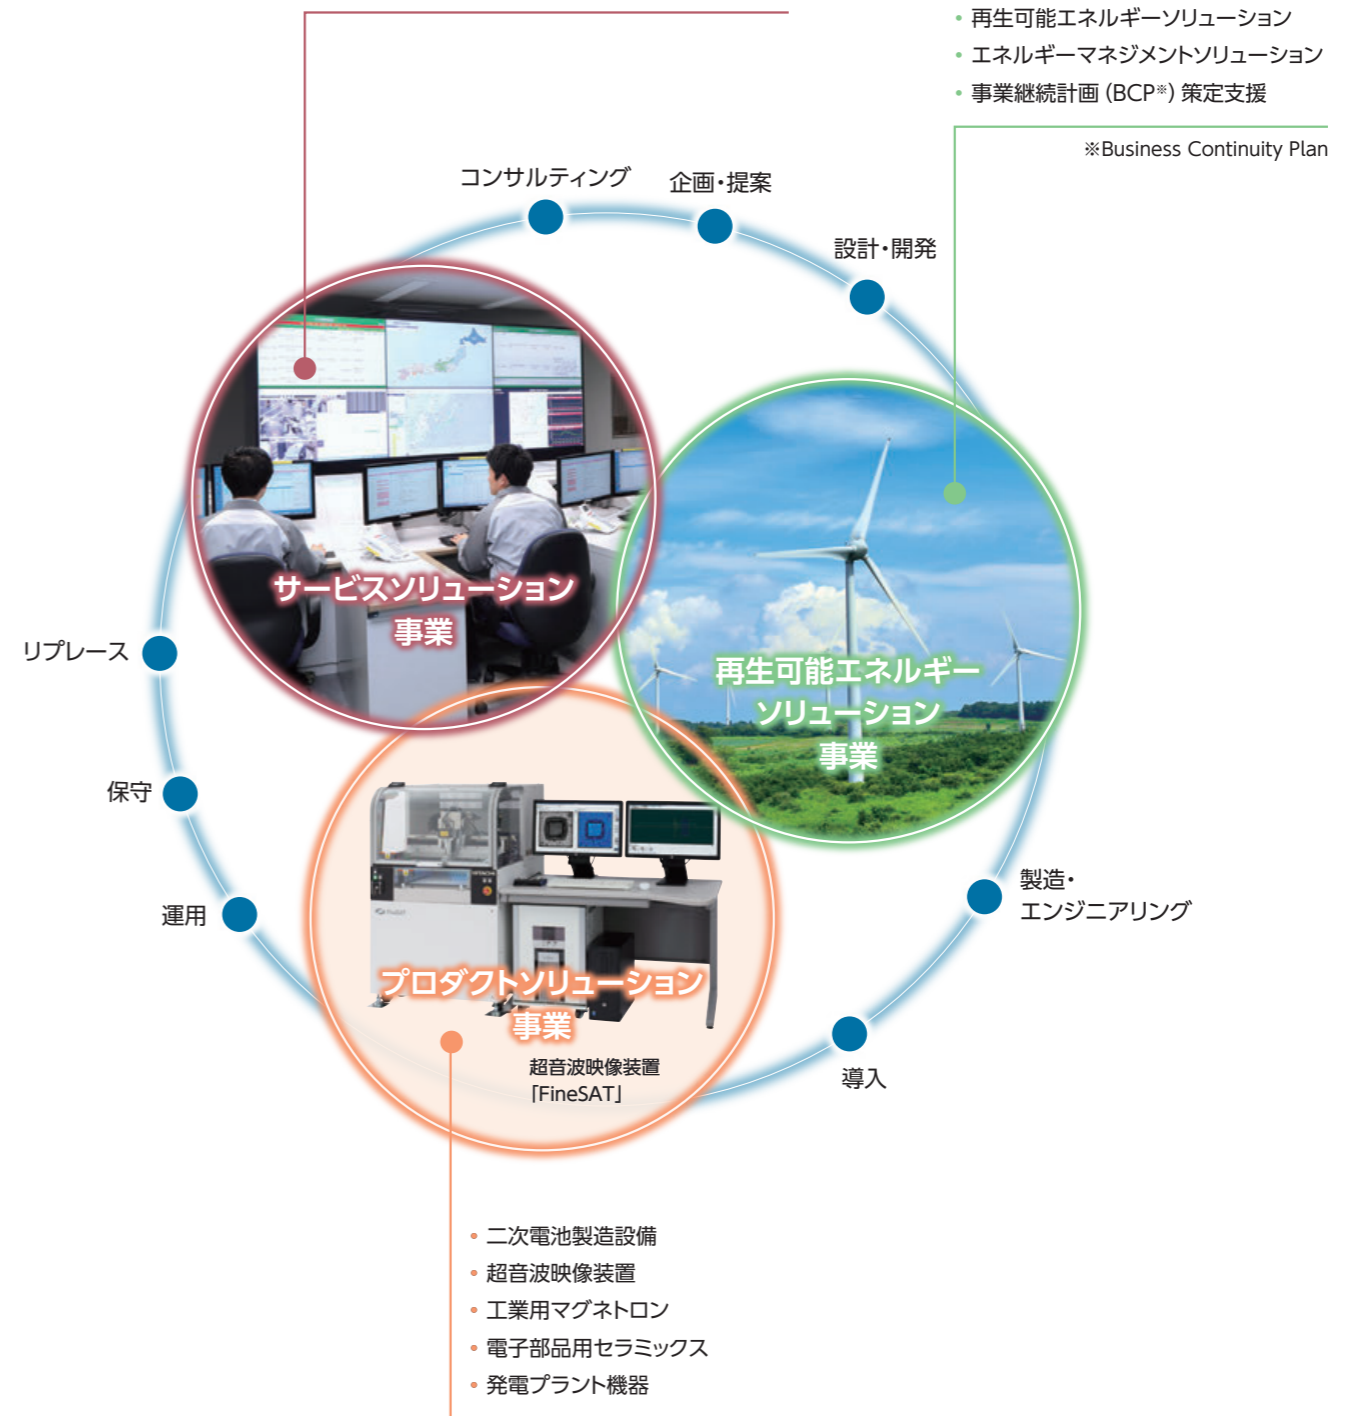 • 再生可能エネルギーソリューション
• エネルギーマネジメントソリューション
• 事業継続計画（BCP※）策定支援
※Business Continuity Plan
コンサルティング
企画・提案
設計・開発
サービスソリューション
事業
リプレース
再生可能エネルギー
ソリューション
事業
保守
運用
製造・
エンジニアリング
プロダクトソリューション
事業
超音波映像装置
「FineSAT」
導入
• 二次電池製造設備
• 超音波映像装置
• 工業用マグネトロン
• 電子部品用セラミックス
• 発電プラント機器